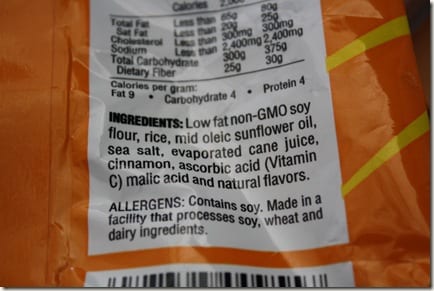 Calories
Total Fat Less than 65g 80g
Sat Fat Less than 20g 25g
Cholesterol Less than 300mg 300mg
Sodium Less than 2,400mg 2,400mg
Total Carbohydrate 300g 375g
Dietary Fiber 25g 30g
Calories per gram:
Fat 9 • Carbohydrate 4 • Protein 4
INGREDIENTS: Low fat non-GMO soy
flour, rice, mid oleic sunflower oil,
sea salt, evaporated cane juice,
cinnamon, ascorbic acid (Vitamin
C) malic acid and natural flavors.
ALLERGENS: Contains soy. Made in a
facility that processes soy, wheat and
dairy ingredients.